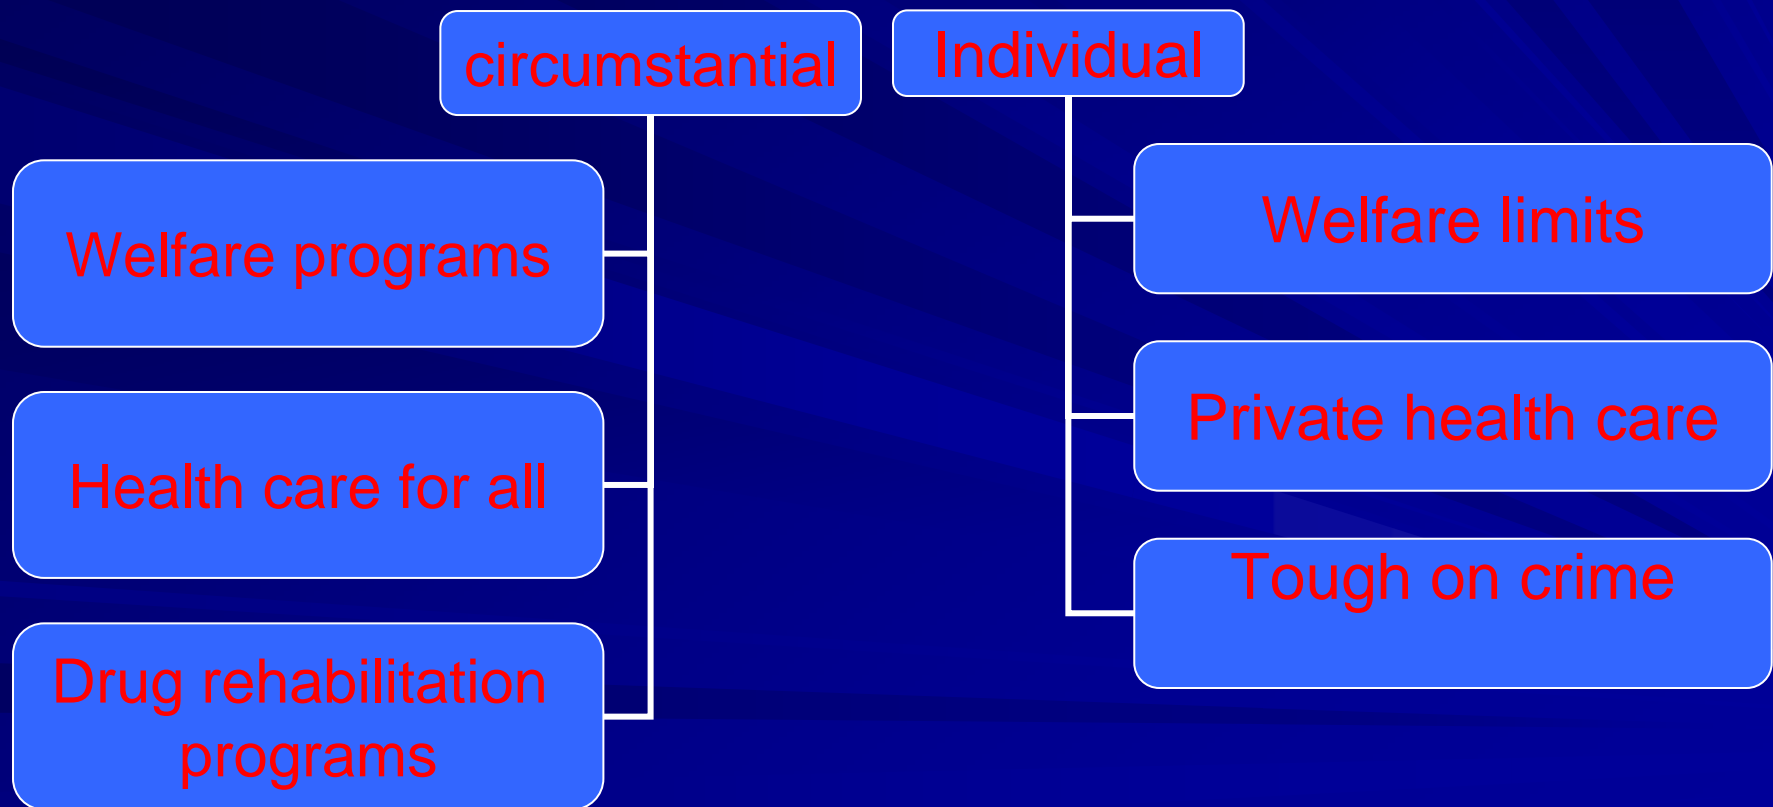 circumstantial
Welfare programs
Health care for all
Drug rehabilitation
programs
Individual
Welfare limits
Private health care
Tough on crime